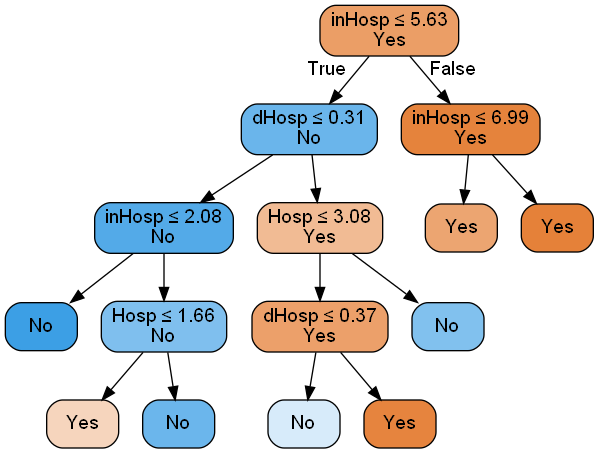 inHosp ≤ 5.63
Yes
True
False
dHosp ≤ 0.31
No
inHosp ≤ 6.99
Yes
inHosp ≤ 2.08
No
Hosp ≤ 3.08
Yes
Yes
Yes
No
Hosp ≤ 1.66
No
dHosp ≤ 0.37
Yes
No
Yes
No
No
Yes